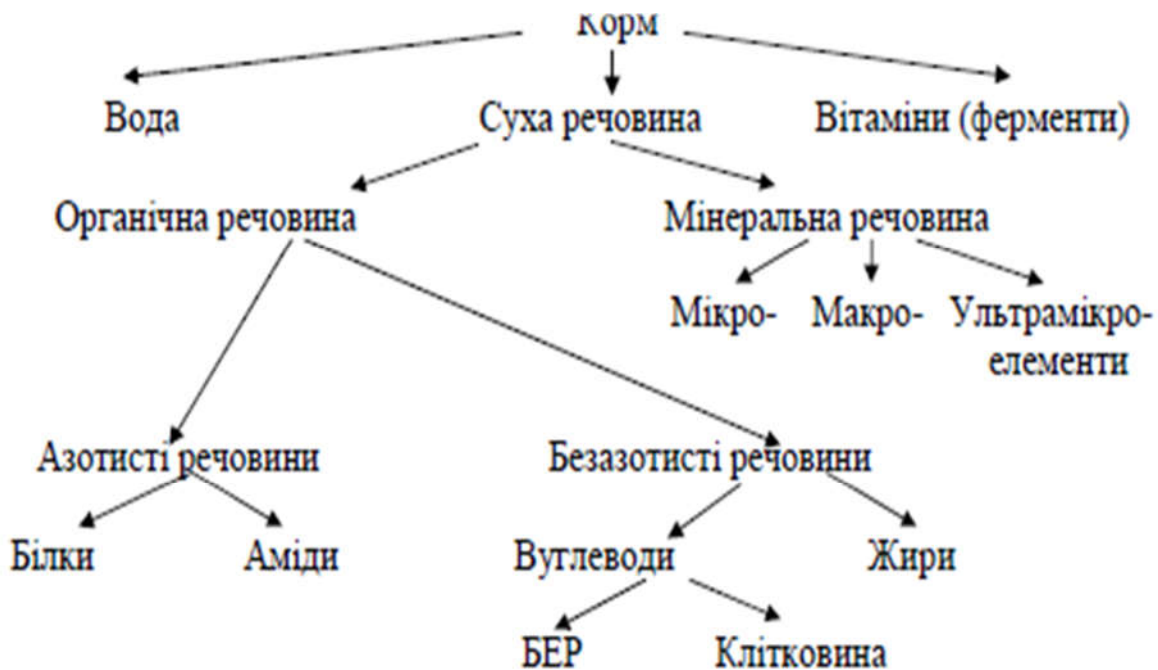 Корм
Вода Суха речовина Вітаміни (ферменти)
Органічна речовина Мінеральна речовина
Мікро- Макро- Ультрамікро-
елементи
Азотисті речовини Безазотисті речовини
Білки Аміди Вуглеводи Жири
БЕР Клітковина